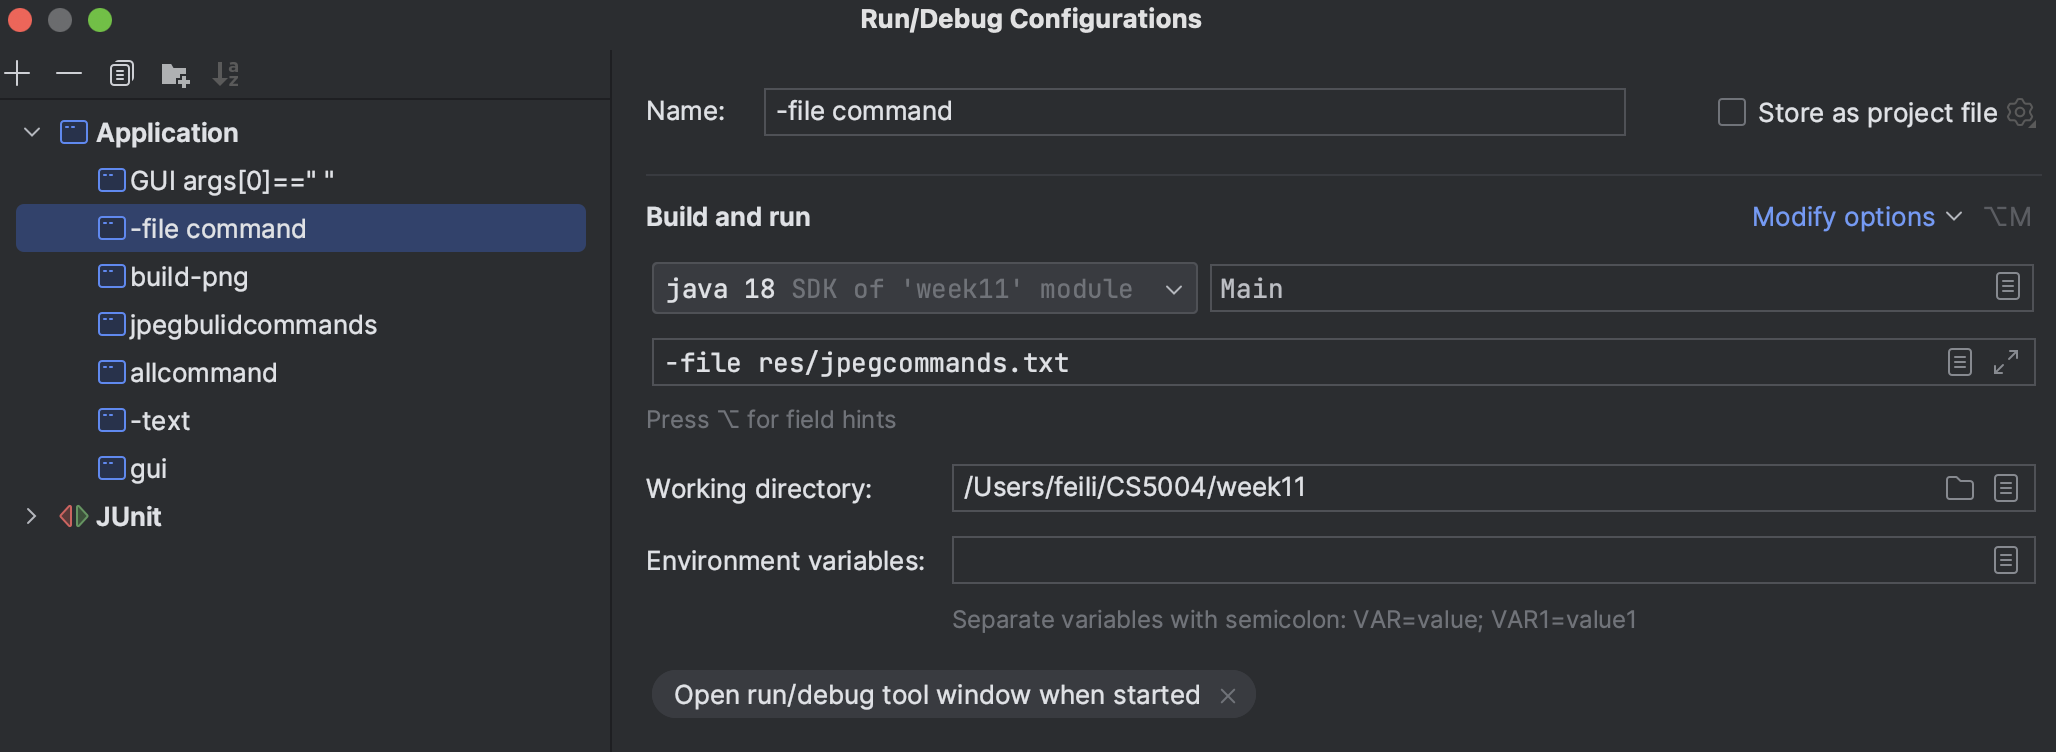 Run/Debug Configurations
Application
GUI args[0]==" "
-file command
build-png
jpegbulidcommands
allcommand
-text
gui
JUnit
Name:
-file command
Store as project file
Build and run
Modify options
⌥M
java 18 SDK of 'week11' module
Main
-file res/jpegcommands.txt
Press ⌥ for field hints
Working directory:
/Users/feili/CS5004/week11
Environment variables:
Separate variables with semicolon: VAR=value; VAR1=value1
Open run/debug tool window when started